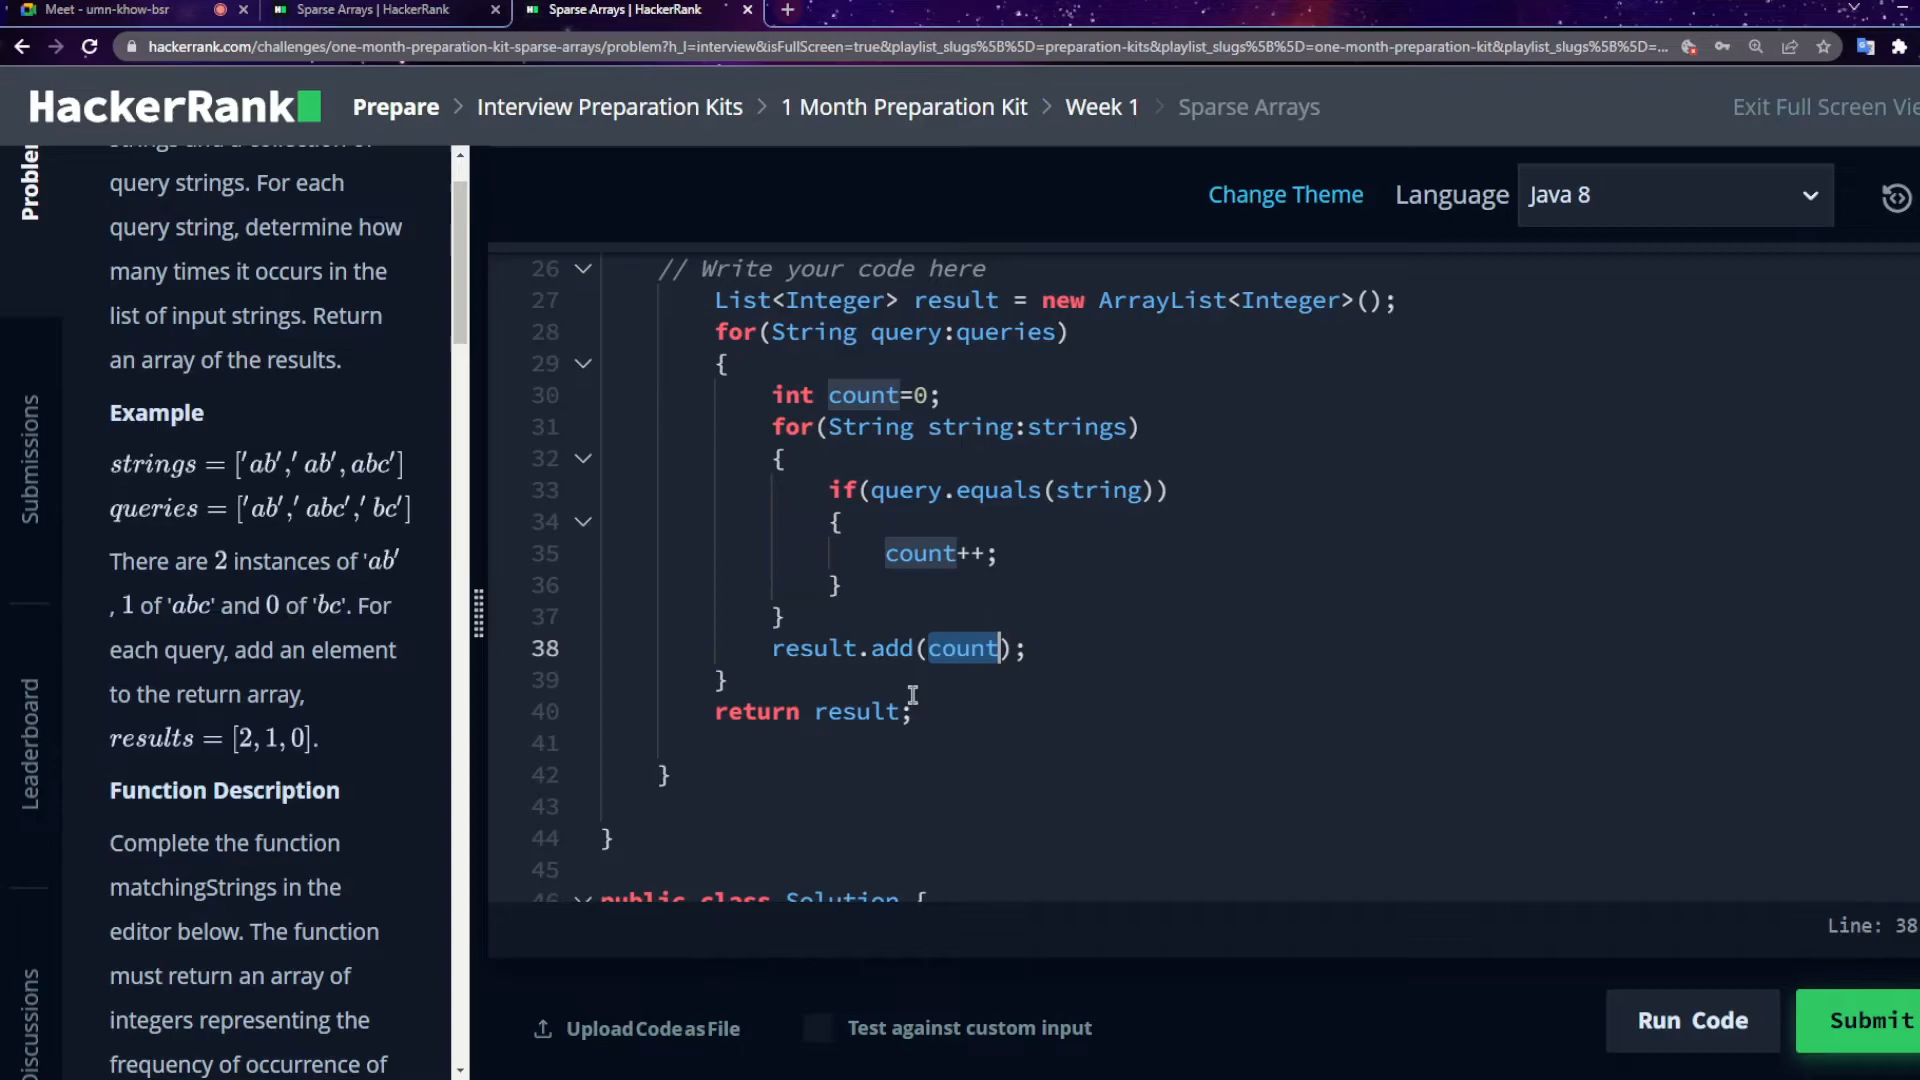 Meet - umn-khow-bsr
Sparse Arrays | HackerRank
Sparse Arrays | HackerRank
hackerrank.com/challenges/one-month-preparation-kit-sparse-arrays/problem?h_l=interview&isFullScreen=true&playlist_slugs%5B%5D=preparation-kits&playlist_slugs%5B%5D=one-month-preparation-kit&playlist_slugs%5B%5D=...
HackerRank
Prepare > Interview Preparation Kits > 1 Month Preparation Kit > Week 1 > Sparse Arrays
Exit Full Screen Vie
Problem
Submissions
Leaderboard
Discussions
strings and a collection of
query strings. For each
query string, determine how
many times it occurs in the
list of input strings. Return
an array of the results.
Example
strings = ['ab',' ab', abc']
queries = ['ab',' abc',' bc']
There are 2 instances of 'ab'
, 1 of 'abc' and 0 of 'bc'. For
each query, add an element
to the return array,
results = [2, 1, 0].
Function Description
Complete the function
matchingStrings in the
editor below. The function
must return an array of
integers representing the
frequency of occurrence of
Change Theme
Language
Java 8
26 // Write your code here
27 List<Integer> result = new ArrayList<Integer>();
28 for(String query:queries)
29 {
30 int count=0;
31 for(String string:strings)
32 {
33 if(query.equals(string))
34 {
35 count++;
36 }
37 }
38 result.add(count);
39 }
40 return result;
41
42 }
43
44 }
45
46 public class Solution {
Line: 38
Upload Code as File
Test against custom input
Run Code
Submit